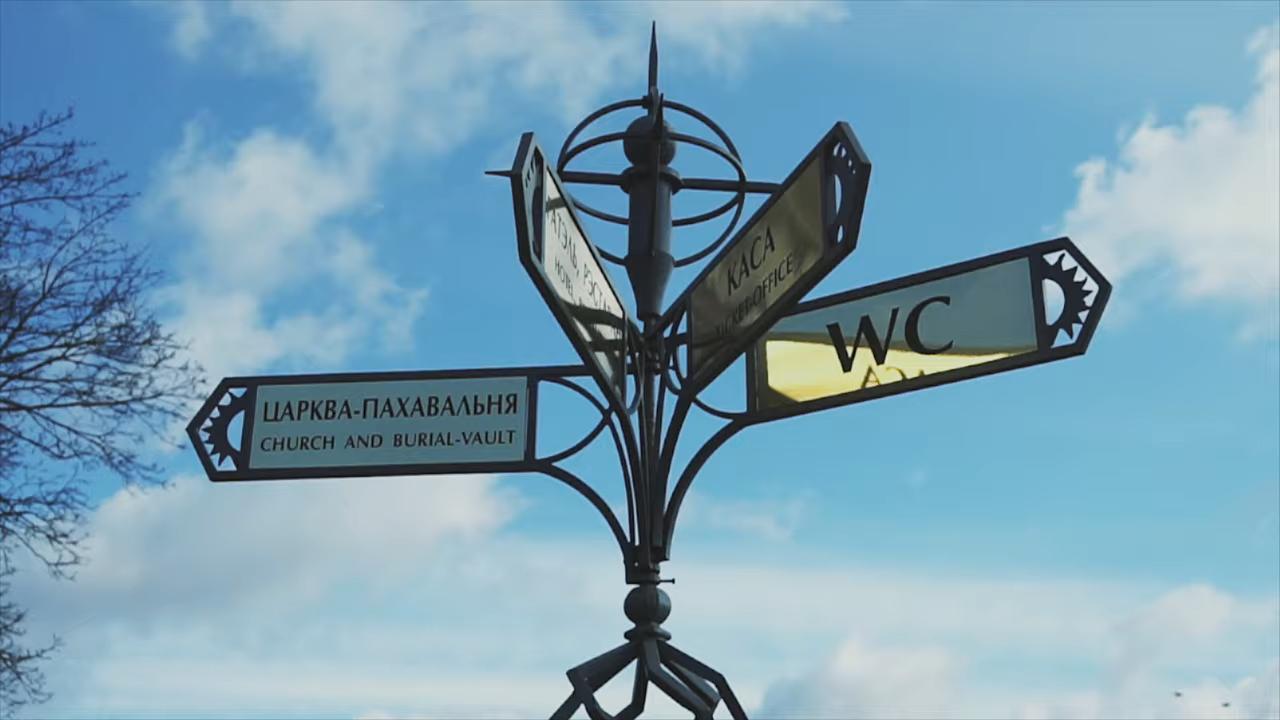 ЦАРКВА-ПАХАВАЛЬНЯ
CHURCH AND BURIAL-VAULT
КАСА
TICKET-OFFICE
WC